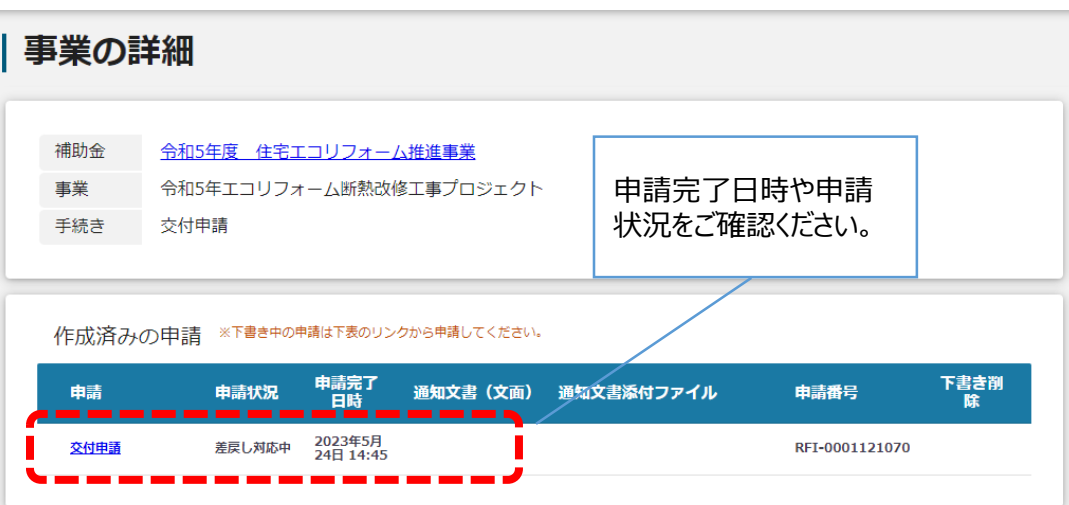 事業の詳細
補助金 令和5年度　住宅エコリフォーム推進事業
事業 令和5年エコリフォーム断熱改修工事プロジェクト
手続き 交付申請
申請完了日時や申請
状況をご確認ください。
作成済みの申請 ※下書き中の申請は下表のリンクから申請してください。
申請 申請状況 申請完了日時 通知文書（文面） 通知文書添付ファイル 申請番号 下書き削除
交付申請 差戻し対応中 2023年5月24日 14:45 RFI-0001121070